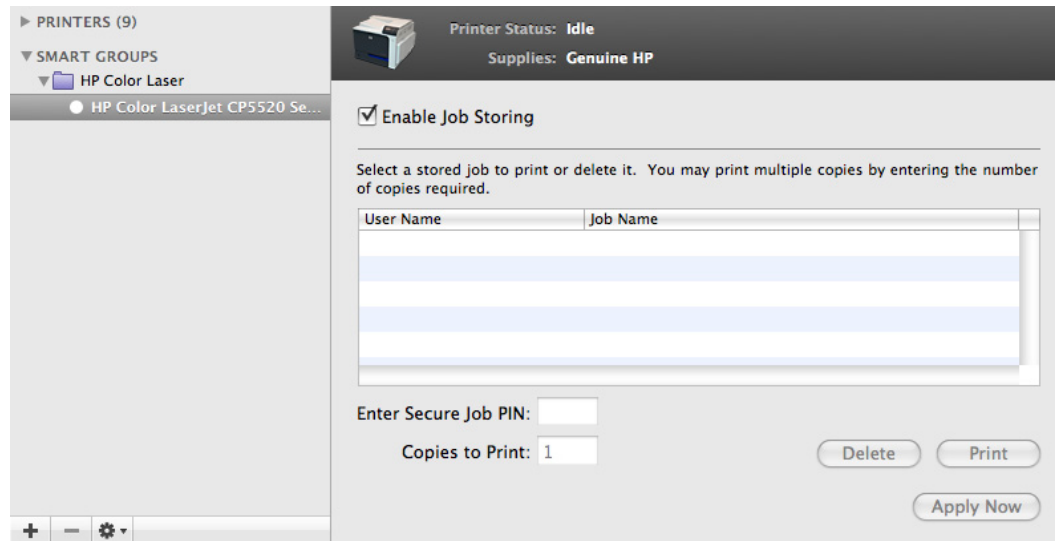 PRINTERS (9)
SMART GROUPS
HP Color Laser
HP Color LaserJet CP5520 Se...
Printer Status: Idle
Supplies: Genuine HP
Enable Job Storing
Select a stored job to print or delete it. You may print multiple copies by entering the number
of copies required.
User Name Job Name
Enter Secure Job PIN:
Copies to Print: 1
Delete Print
Apply Now